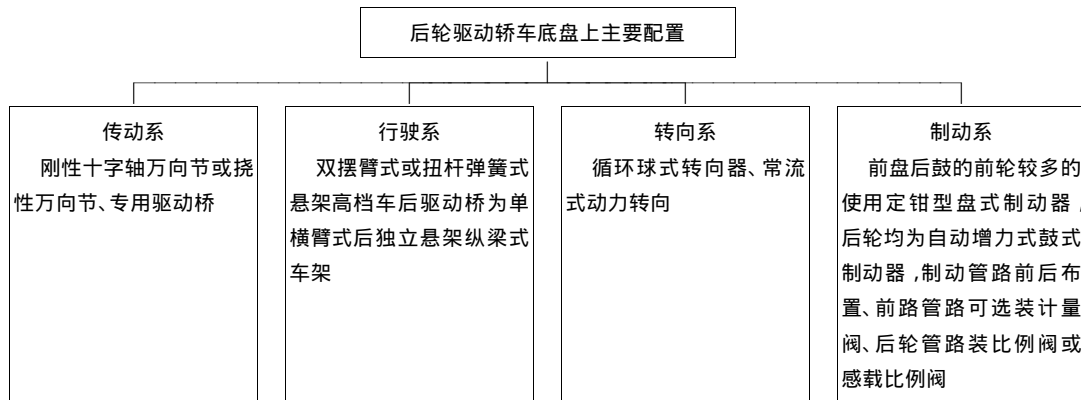 后轮驱动轿车底盘上主要配置
传动系
刚性十字轴万向节或挠
性万向节、专用驱动桥
行驶系
双摆臂式或扭杆弹簧式
悬架高档车后驱动桥为单
横臂式后独立悬架纵梁式
车架
转向系
循环球式转向器、常流
式动力转向
制动系
前盘后鼓的前轮较多的
使用定钳型盘式制动器,
后轮均为自动增力式鼓式
制动器,制动管路前后布
置、前路管路可选装计量
阀、后轮管路装比例阀或
感载比例阀